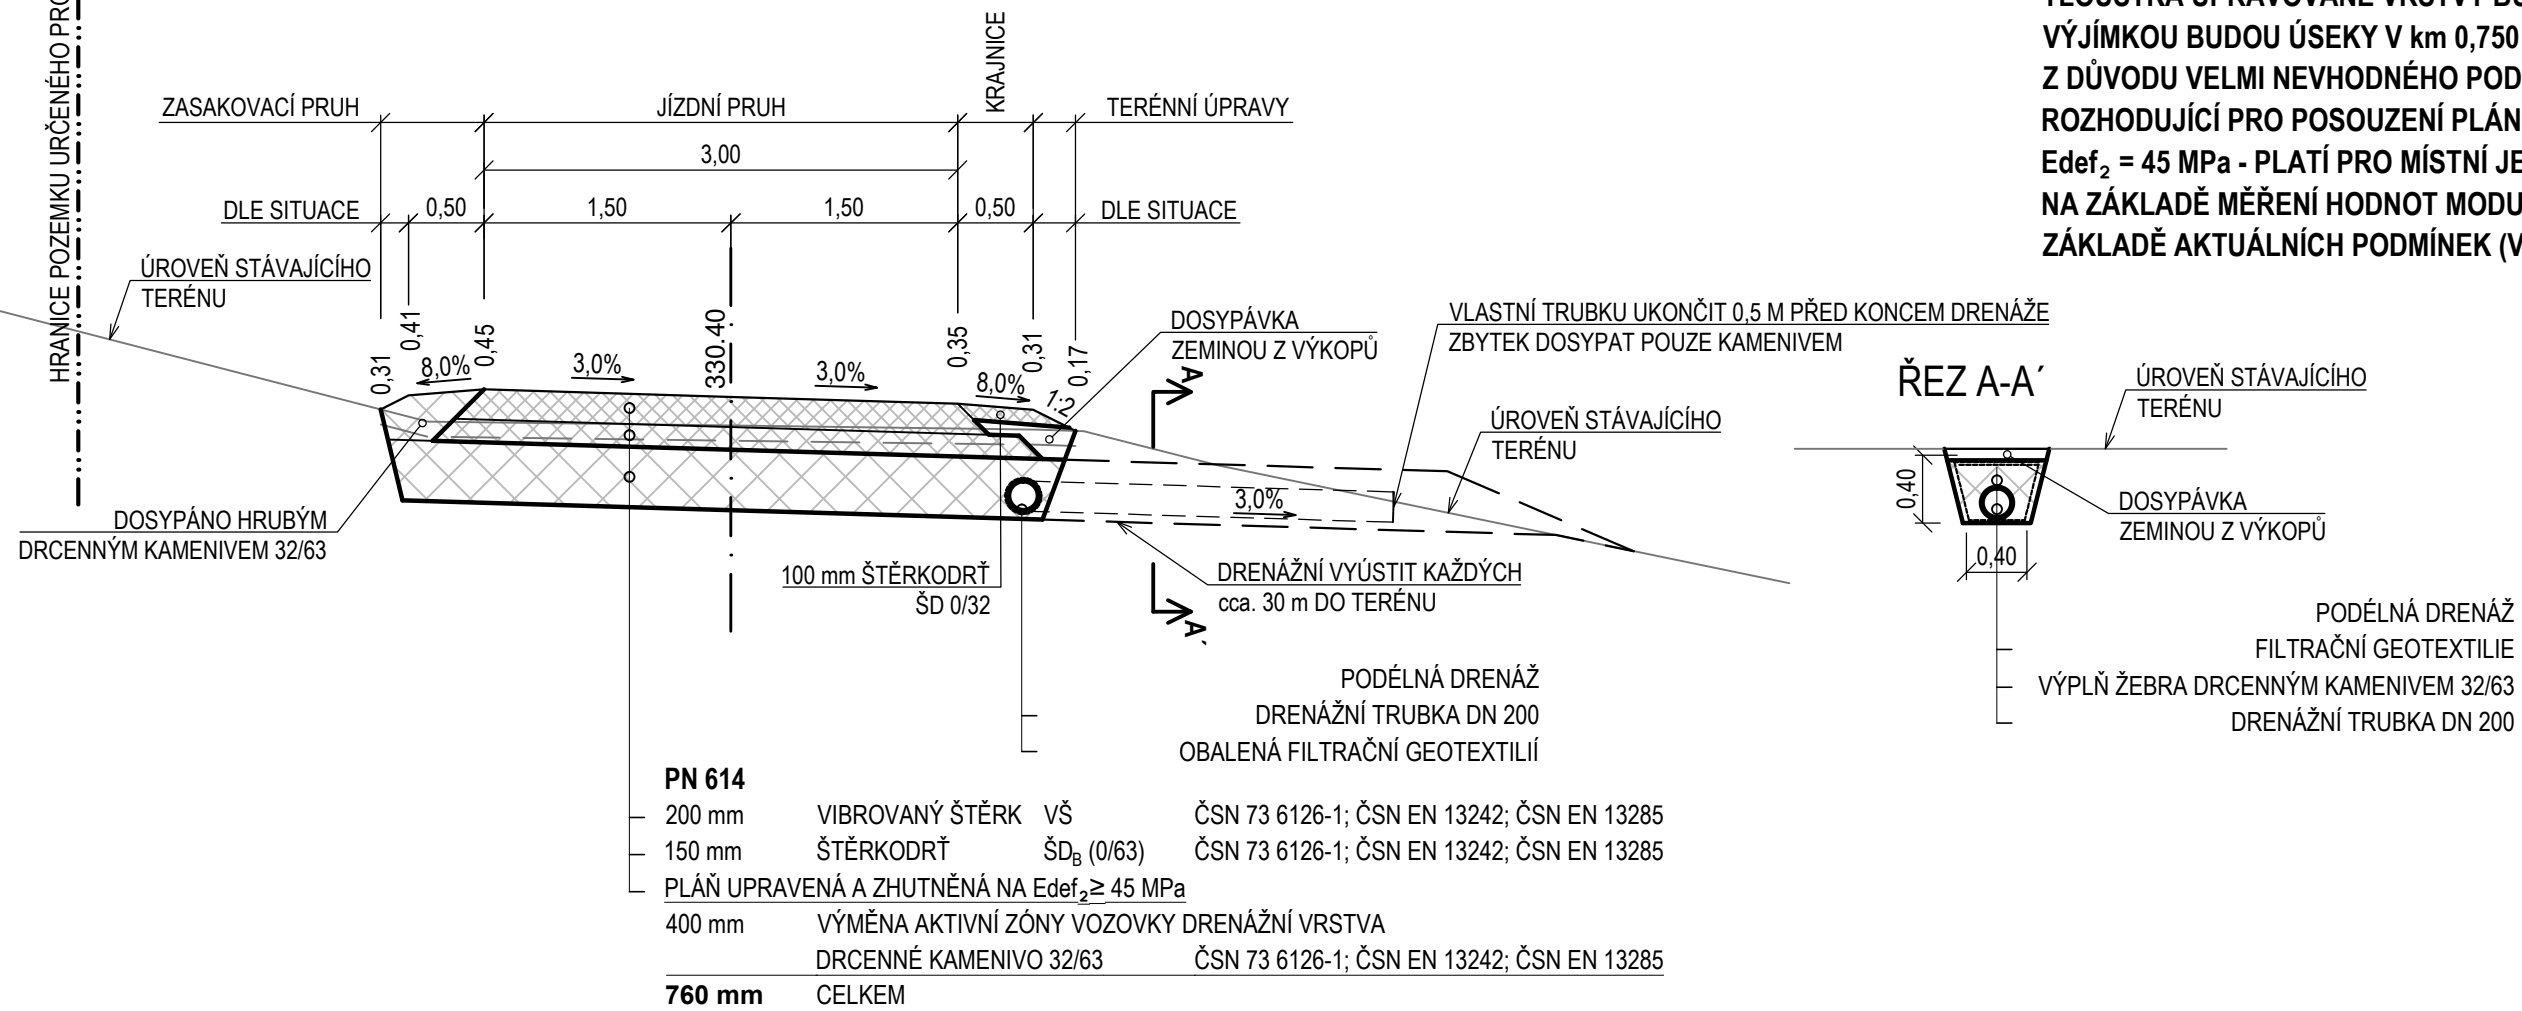 HRANICE POZEMKU URČENÉHO
VÝJÍMKOU BUDOU ÚSEKY V km 0,750
Z DŮVODU VELMI NEVHODNÉHO
ROZHODUJÍCÍ PRO POSOUZENÍ
Edef₂ = 45 MPa - PLATÍ PRO MÍSTNÍ
NA ZÁKLADĚ MĚŘENÍ HODNOT
ZÁKLADĚ AKTUÁLNÍCH PODMÍNEK
ZASAKOVACÍ PRUH
JÍZDNÍ PRUH
KRAJNICE
TERÉNNÍ ÚPRAVY
3,00
DLE SITUACE
0,50
1,50
1,50
0,50
DLE SITUACE
ÚROVEŇ STÁVAJÍCÍHO
TERÉNU
0,31
0,41
0,45
330.40
0,35
0,31
0,17
8,0%
3,0%
3,0%
8,0%
1:2
DOSYPÁVKA
ZEMINOU Z VÝKOPŮ
A
VLASTNÍ TRUBKU UKONČIT 0,5 M PŘED KONCEM DRENÁŽE
ZBYTEK DOSYPAT POUZE KAMENIVEM
ÚROVEŇ STÁVAJÍCÍHO
TERÉNU
3,0%
DOSYPÁNO HRUBÝM
DRCENNÝM KAMENIVEM 32/63
100 mm ŠTĚRKODRŤ
ŠD 0/32
DRENÁŽNÍ VYÚSTIT KAŽDÝCH
cca. 30 m DO TERÉNU
A´
ŘEZ A-A´
ÚROVEŇ STÁVAJÍCÍHO
TERÉNU
0,40
0,40
DOSYPÁVKA
ZEMINOU Z VÝKOPŮ
PODÉLNÁ DRENÁŽ
FILTRAČNÍ GEOTEXTILIE
VÝPLŇ ŽEBRA DRCENNÝM KAMENIVEM 32/63
DRENÁŽNÍ TRUBKA DN 200
PODÉLNÁ DRENÁŽ
DRENÁŽNÍ TRUBKA DN 200
OBALENÁ FILTRAČNÍ GEOTEXTILIÍ
PN 614
200 mm VIBROVANÝ ŠTĚRK VŠ ČSN 73 6126-1; ČSN EN 13242; ČSN EN 13285
150 mm ŠTĚRKODRŤ ŠD_B (0/63) ČSN 73 6126-1; ČSN EN 13242; ČSN EN 13285
PLÁŇ UPRAVENÁ A ZHUTNĚNÁ NA Edef₂≥ 45 MPa
400 mm VÝMĚNA AKTIVNÍ ZÓNY VOZOVKY DRENÁŽNÍ VRSTVA
DRCENNÉ KAMENIVO 32/63 ČSN 73 6126-1; ČSN EN 13242; ČSN EN 13285
760 mm CELKEM